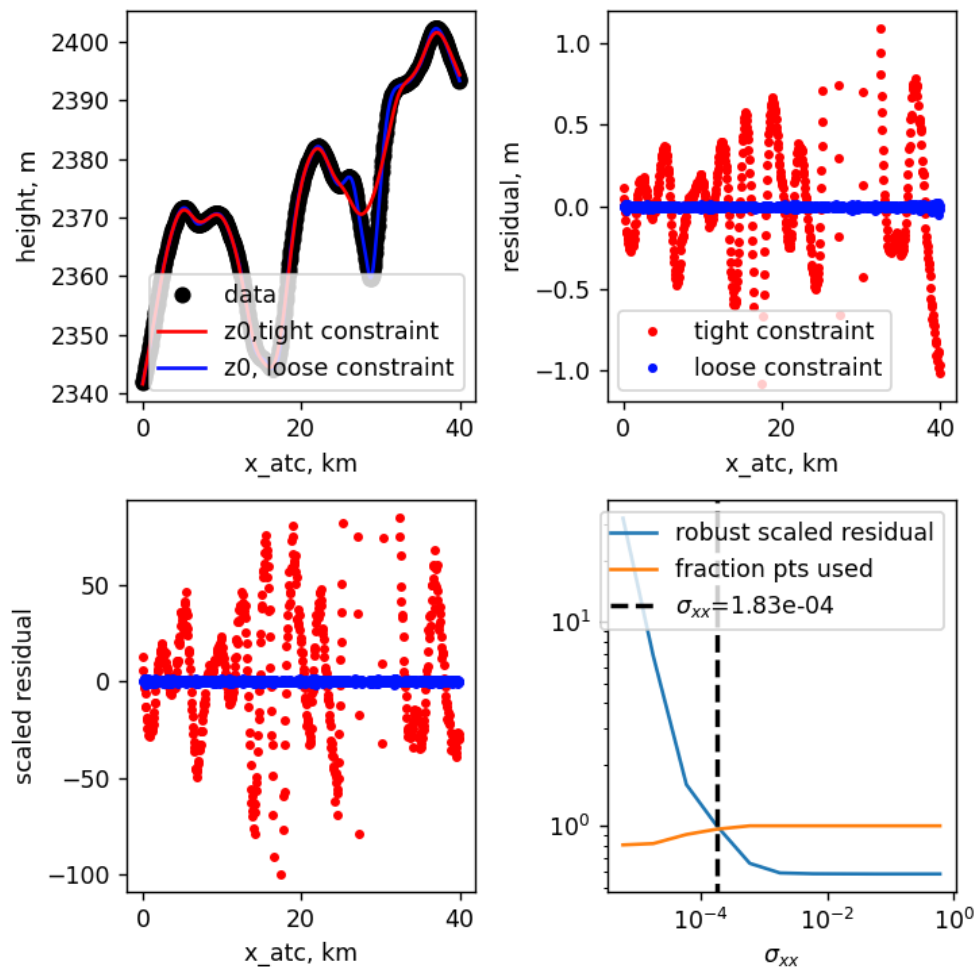 2400
2390
2380
2370
2360
2350
2340
height, m
data
z0,tight constraint
z0, loose constraint
0
20
40
x_atc, km
1.0
0.5
0.0
−0.5
−1.0
residual, m
tight constraint
loose constraint
0
20
40
x_atc, km
50
0
−50
−100
scaled residual
0
20
40
x_atc, km
robust scaled residual
fraction pts used
σxx=1.83e-04
10¹
10⁰
10⁻⁴
10⁻²
10⁰
σxx